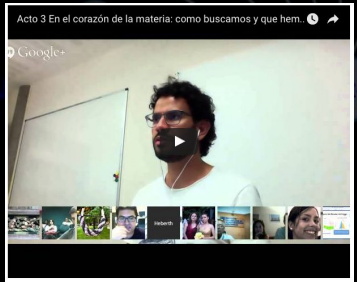 Acto 3 En el corazón de la materia: como buscamos y que hem..
Google+
Heberth